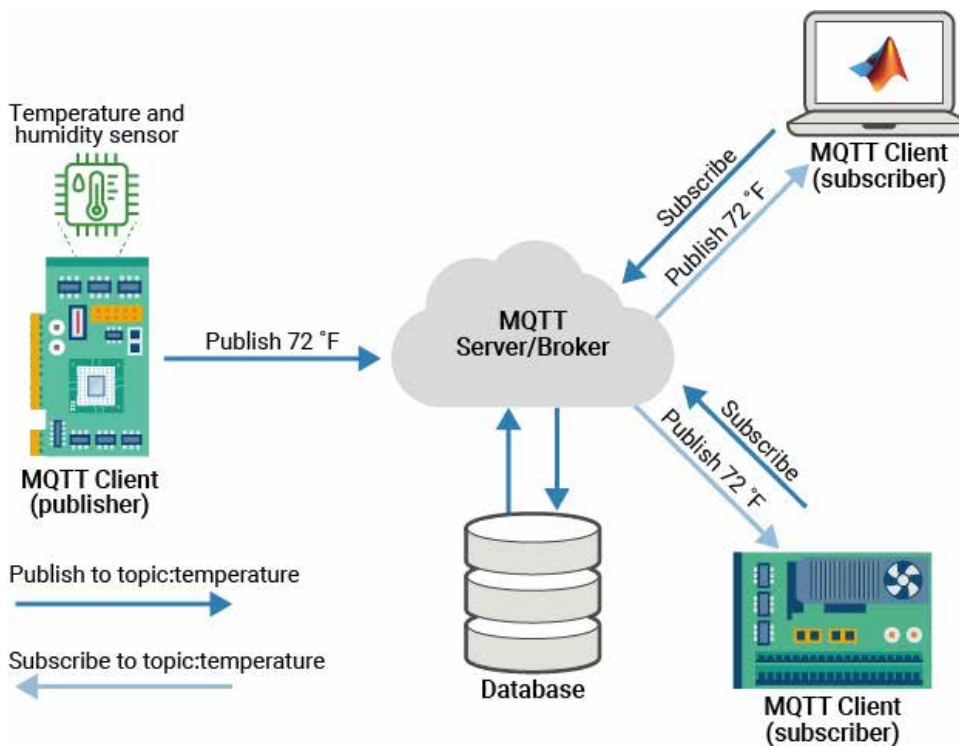 Temperature and
humidity sensor
MQTT Client
(subscriber)
Subscribe
Publish 72 ˚F
MQTT
Server/Broker
Publish 72 ˚F
MQTT Client
(publisher)
Subscribe
Publish 72 ˚F
Publish to topic:temperature
Subscribe to topic:temperature
Database
MQTT Client
(subscriber)